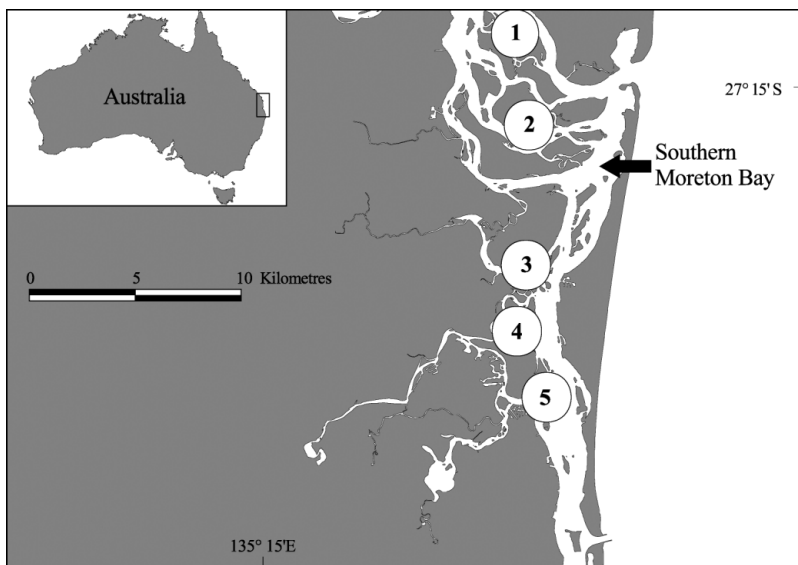 Australia
1
27° 15' S
2
Southern
Moreton Bay
3
0 5 10 Kilometres
4
5
135° 15'E